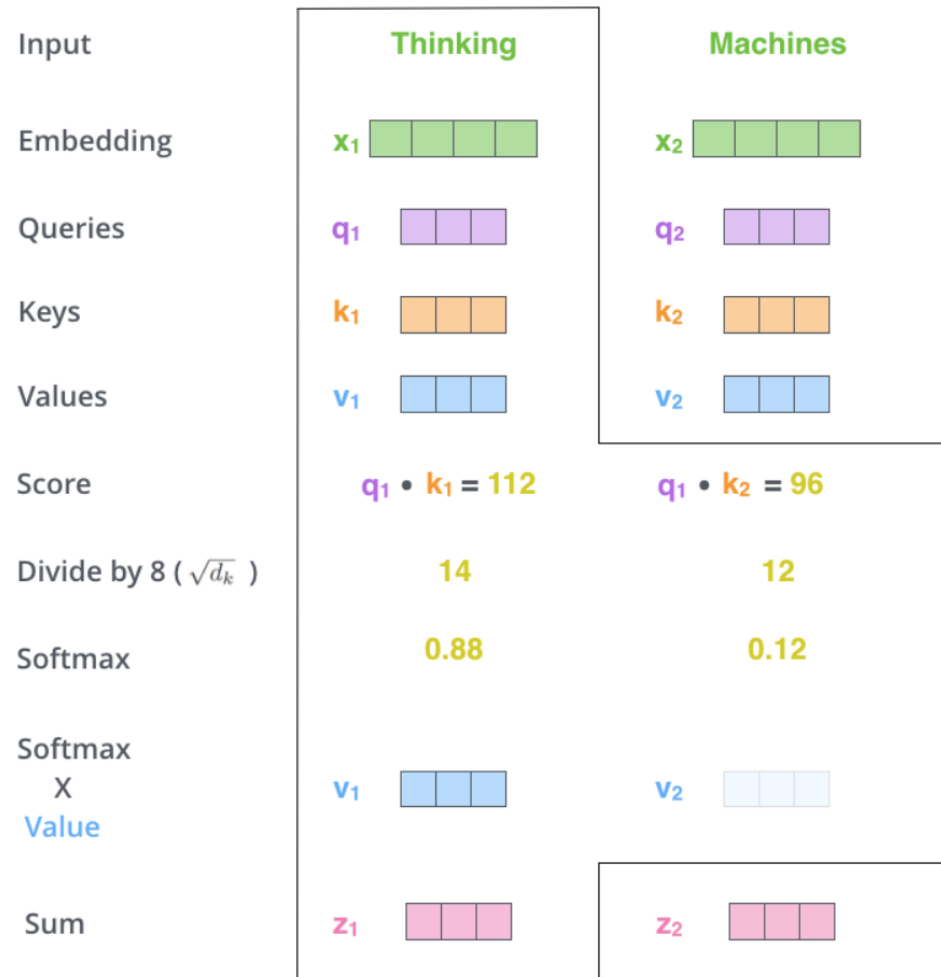 Input Thinking Machines
Embedding x₁ x₂
Queries q₁ q₂
Keys k₁ k₂
Values v₁ v₂
Score q₁ • k₁ = 112 q₁ • k₂ = 96
Divide by 8 ( √dₖ ) 14 12
Softmax 0.88 0.12
Softmax
X
Value v₁ v₂
Sum z₁ z₂